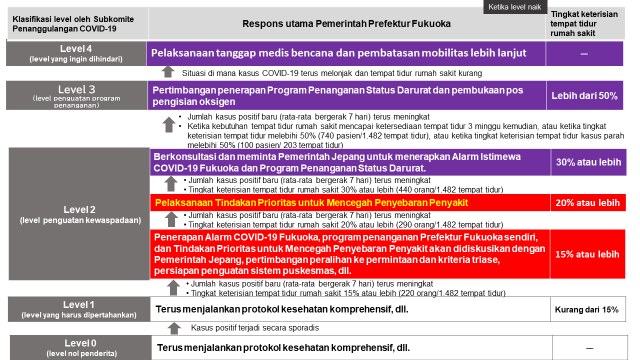 Ketika level naik
Klasifikasi level oleh Subkomite
Penanggulangan COVID-19
Respons utama Pemerintah Prefektur Fukuoka
Tingkat keterisian
tempat tidur
rumah sakit
Level 4
(level yang ingin dihindari)
Pelaksanaan tanggap medis bencana dan pembatasan mobilitas lebih lanjut
—
Situasi di mana kasus COVID-19 terus melonjak dan tempat tidur rumah sakit kurang
Level 3
(level penguatan program
penanganan)
Pertimbangan penerapan Program Penanganan Status Darurat dan pembukaan pos
pengisian oksigen
Lebih dari 50%
• Jumlah kasus positif baru (rata-rata bergerak 7 hari) terus meningkat
• Ketika kebutuhan tempat tidur rumah sakit mencapai ketersediaan tempat tidur 3 minggu kemudian, atau ketika tingkat
keterisian tempat tidur melebihi 50% (740 pasien/1.482 tempat tidur), atau ketika tingkat keterisian tempat tidur kasus parah
melebihi 50% (100 pasien/ 203 tempat tidur)
Level 2
(level penguatan kewaspadaan)
Berkonsultasi dan meminta Pemerintah Jepang untuk menerapkan Alarm Istimewa
COVID-19 Fukuoka dan Program Penanganan Status Darurat.
30% atau lebih
• Jumlah kasus positif baru (rata-rata bergerak 7 hari) terus meningkat
• Tingkat keterisian tempat tidur rumah sakit 30% atau lebih (440 orang/1.482 tempat tidur)
Pelaksanaan Tindakan Prioritas untuk Mencegah Penyebaran Penyakit
20% atau lebih
• Jumlah kasus positif baru (rata-rata bergerak 7 hari) terus meningkat
• Tingkat keterisian tempat tidur rumah sakit 20% atau lebih (290 orang/1.482 tempat tidur)
Penerapan Alarm COVID-19 Fukuoka, program penanganan Prefektur Fukuoka sendiri,
dan Tindakan Prioritas untuk Mencegah Penyebaran Penyakit akan didiskusikan dengan
Pemerintah Jepang, pertimbangan peralihan ke permintaan dan kriteria triase,
persiapan penguatan sistem puskesmas, dll.
15% atau lebih
• Jumlah kasus positif baru (rata-rata bergerak 7 hari) terus meningkat
• Tingkat keterisian tempat tidur rumah sakit 15% atau lebih (220 orang/1.482 tempat tidur)
Level 1
(level yang harus dipertahankan)
Terus menjalankan protokol kesehatan komprehensif, dll.
Kurang dari 15%
Kasus positif terjadi secara sporadis
Level 0
(level nol penderita)
Terus menjalankan protokol kesehatan komprehensif, dll.
—